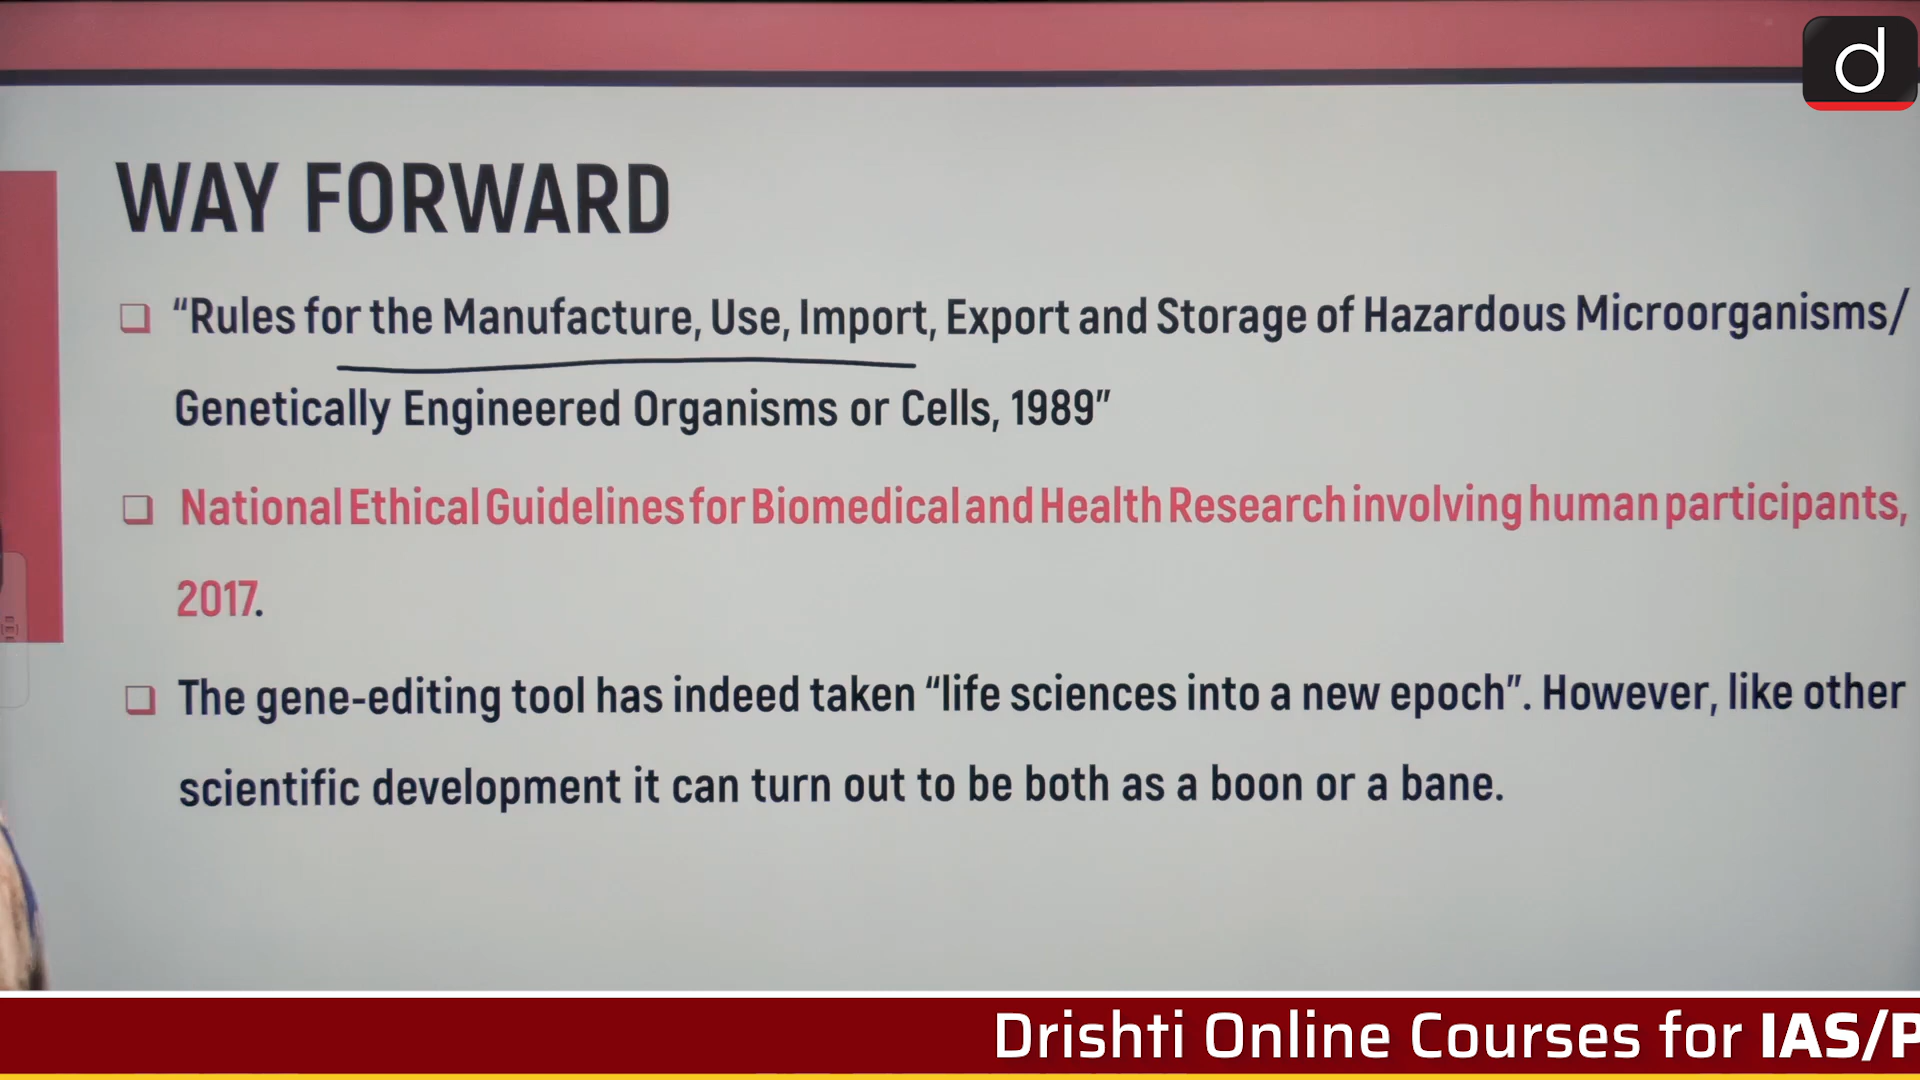 d
WAY FORWARD
“Rules for the Manufacture, Use, Import, Export and Storage of Hazardous Microorganisms/
Genetically Engineered Organisms or Cells, 1989”
National Ethical Guidelines for Biomedical and Health Research involving human participants,
2017.
The gene-editing tool has indeed taken “life sciences into a new epoch”. However, like other
scientific development it can turn out to be both as a boon or a bane.
Drishti Online Courses for IAS/P